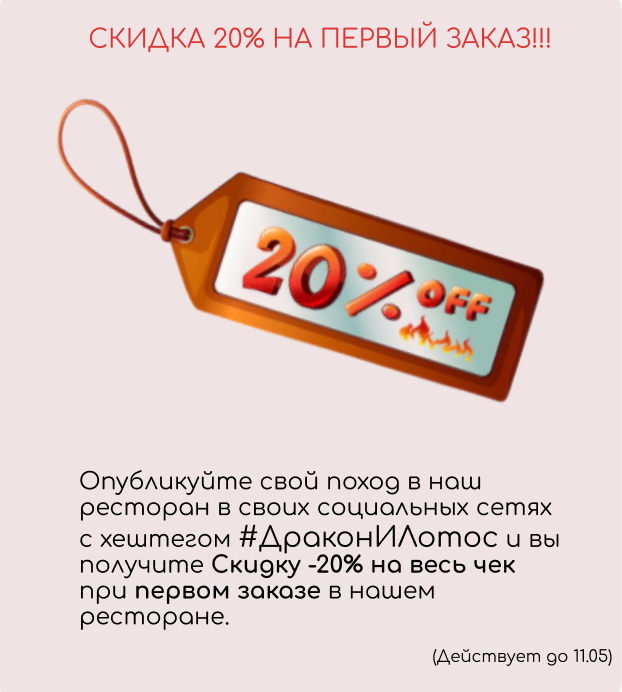 СКИДКА 20% НА ПЕРВЫЙ ЗАКАЗ!!!
20% OFF
Опубликуйте свой поход в наш
ресторан в своих социальных сетях
с хештегом #ДраконИЛотос и вы
получите Скидку -20% на весь чек
при первом заказе в нашем
ресторане.
(Действует до 11.05)